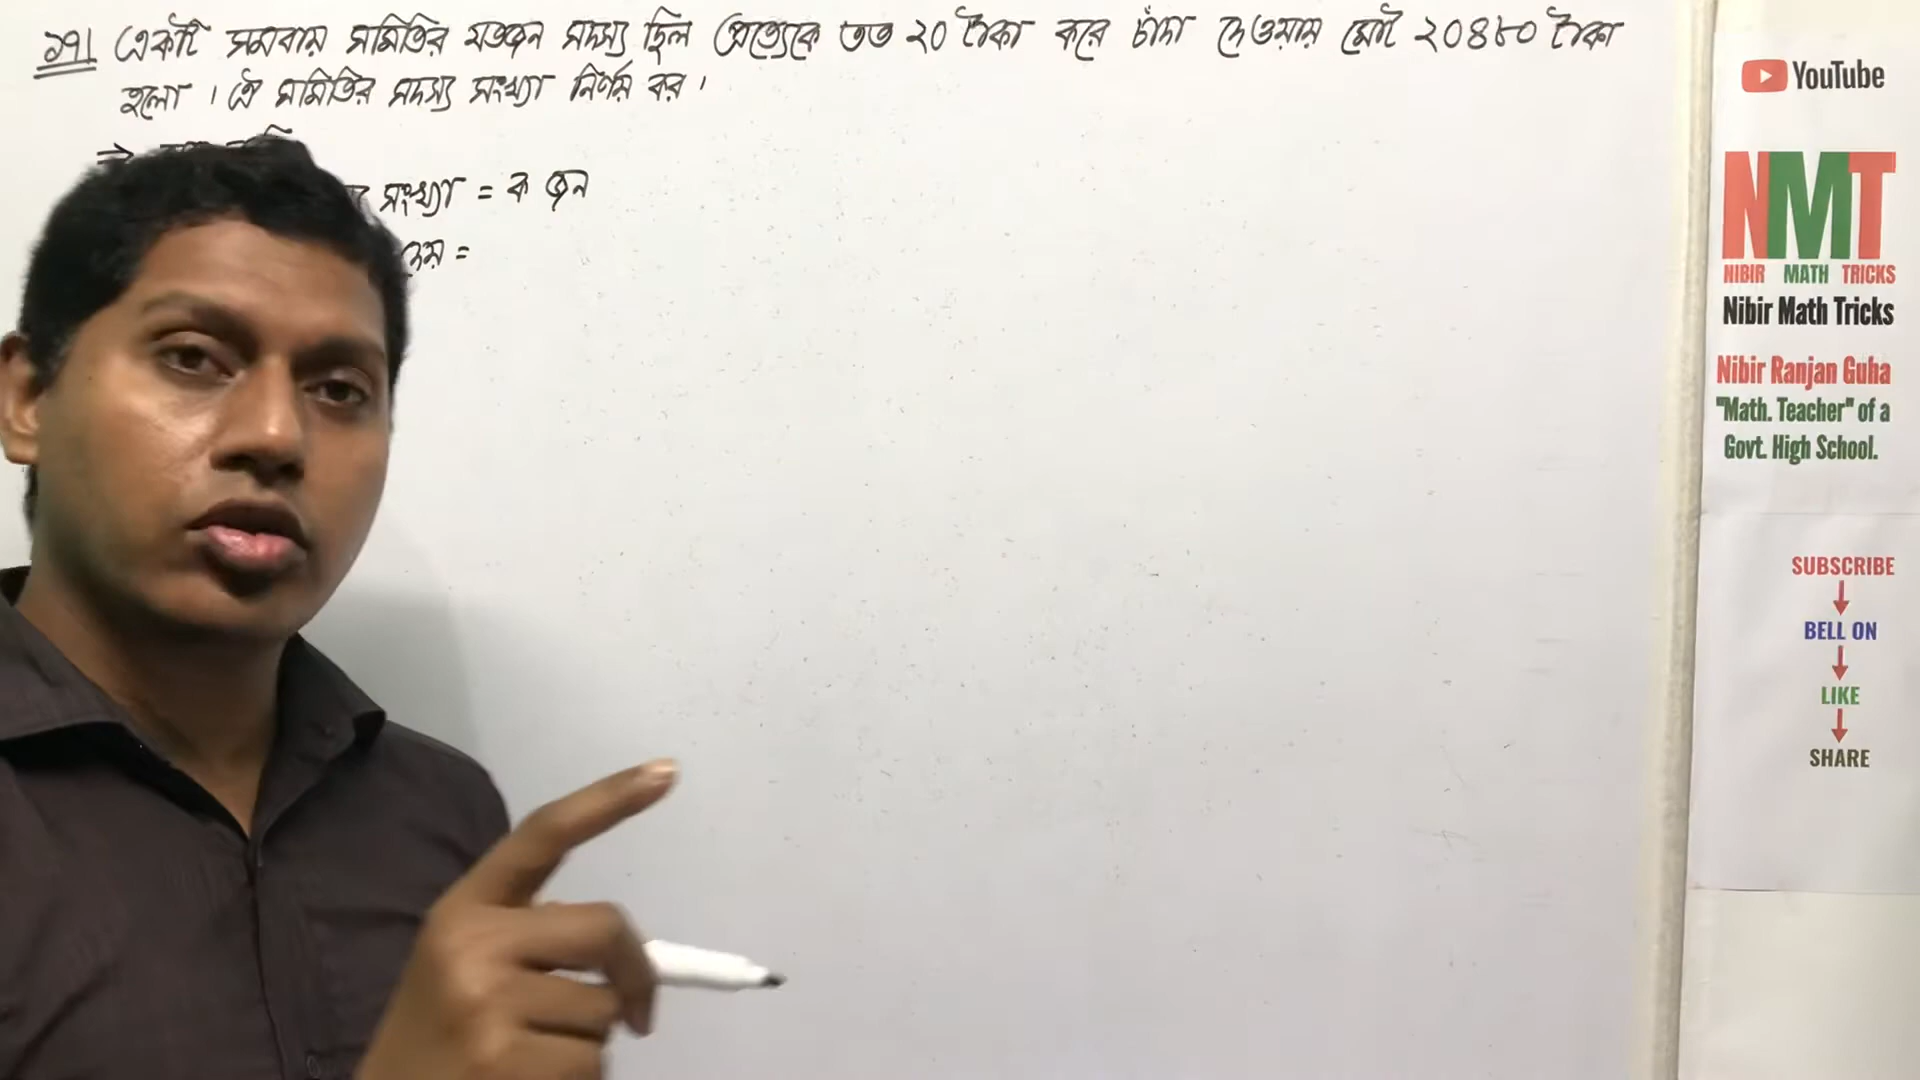 ১৭। একটি সমবায় সমিতির যতজন সদস্য ছিল প্রত্যেকে তত ২০ টাকা করে চাঁদা দেওয়ায় মোট ২০৪৮০ টাকা
হলো। ঐ সমিতির সদস্য সংখ্যা নির্ণয় কর।
⇒
সংখ্যা = ক জন
দেয় =
YouTube
NMT
NIBIR MATH TRICKS
Nibir Math Tricks
Nibir Ranjan Guha
"Math. Teacher" of a
Govt. High School.
SUBSCRIBE
BELL ON
LIKE
SHARE